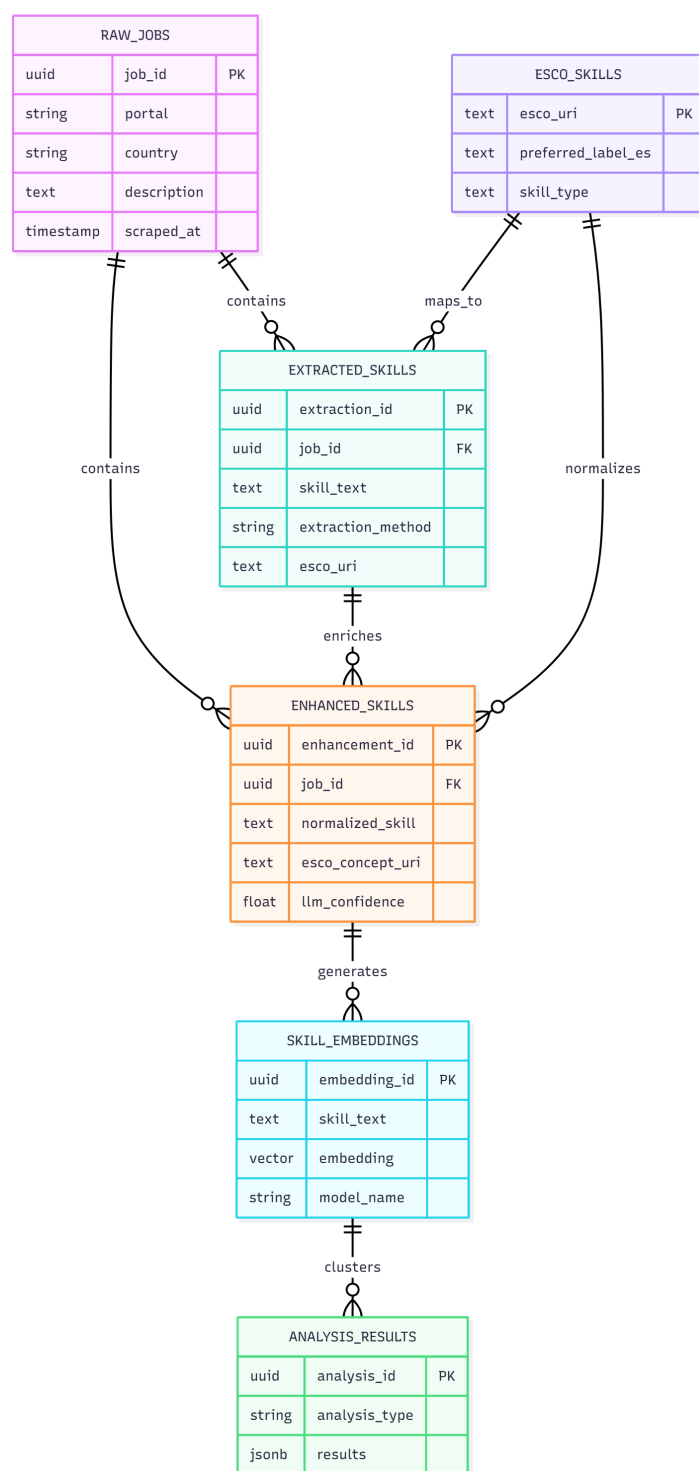 RAW_JOBS
uuid job_id PK
string portal
string country
text description
timestamp scraped_at
ESCO_SKILLS
text esco_uri PK
text preferred_label_es
text skill_type
contains
maps_to
EXTRACTED_SKILLS
uuid extraction_id PK
uuid job_id FK
text skill_text
string extraction_method
text esco_uri
contains
normalizes
enriches
ENHANCED_SKILLS
uuid enhancement_id PK
uuid job_id FK
text normalized_skill
text esco_concept_uri
float llm_confidence
generates
SKILL_EMBEDDINGS
uuid embedding_id PK
text skill_text
vector embedding
string model_name
clusters
ANALYSIS_RESULTS
uuid analysis_id PK
string analysis_type
jsonb results